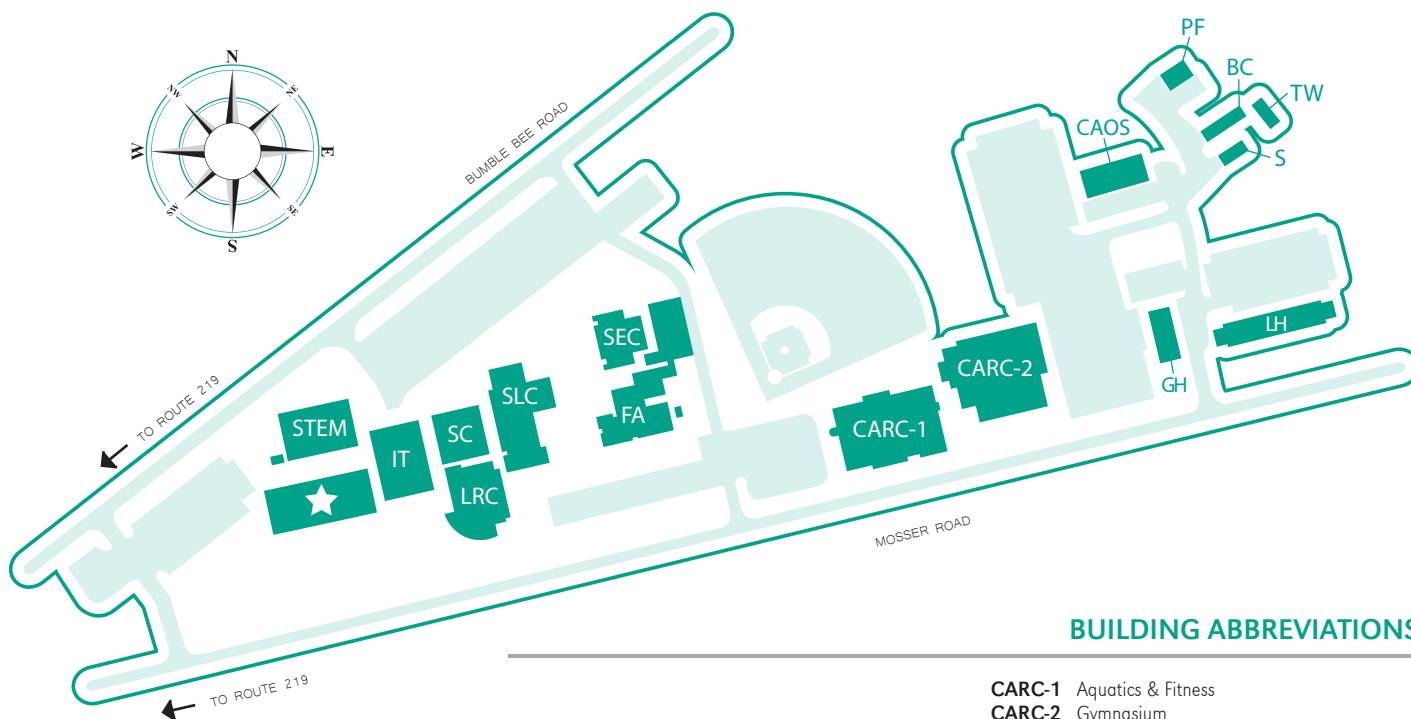 N
NW
NE
W
E
SW
SE
S
BUMBLE BEE ROAD
PF
BC
TW
CAOS
S
TO ROUTE 219
SEC
LH
CARC-2
GH
SLC
STEM
SC
FA
IT
CARC-1
LRC
MOSSER ROAD
TO ROUTE 219
BUILDING ABBREVIATIONS
CARC-1 Aquatics & Fitness
CARC-2 Gymnasium